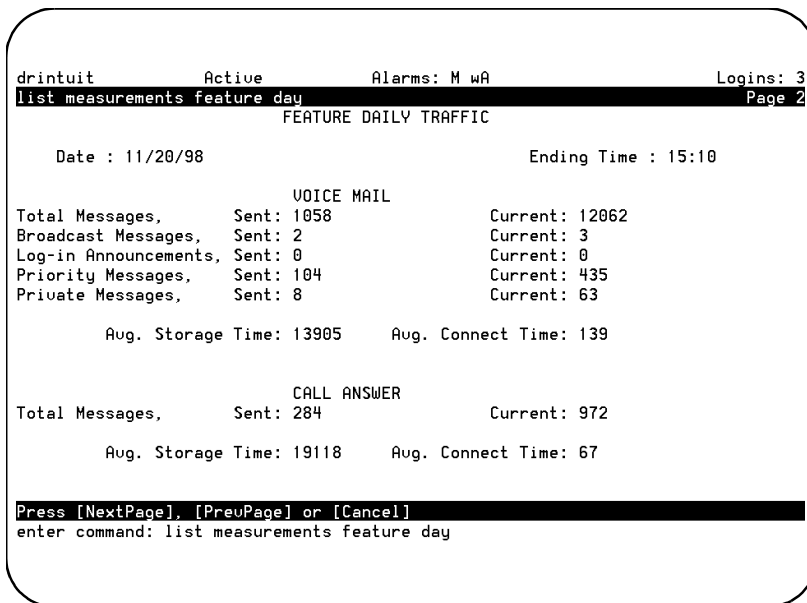 drintuit Active Alarms: M wA Logins: 3
list measurements feature day Page 2
FEATURE DAILY TRAFFIC
Date : 11/20/98 Ending Time : 15:10
VOICE MAIL
Total Messages, Sent: 1058 Current: 12062
Broadcast Messages, Sent: 2 Current: 3
Log-in Announcements, Sent: 0 Current: 0
Priority Messages, Sent: 104 Current: 435
Private Messages, Sent: 8 Current: 63
Avg. Storage Time: 13905 Avg. Connect Time: 139
CALL ANSWER
Total Messages, Sent: 284 Current: 972
Avg. Storage Time: 19118 Avg. Connect Time: 67
Press [NextPage], [PrevPage] or [Cancel]
enter command: list measurements feature day